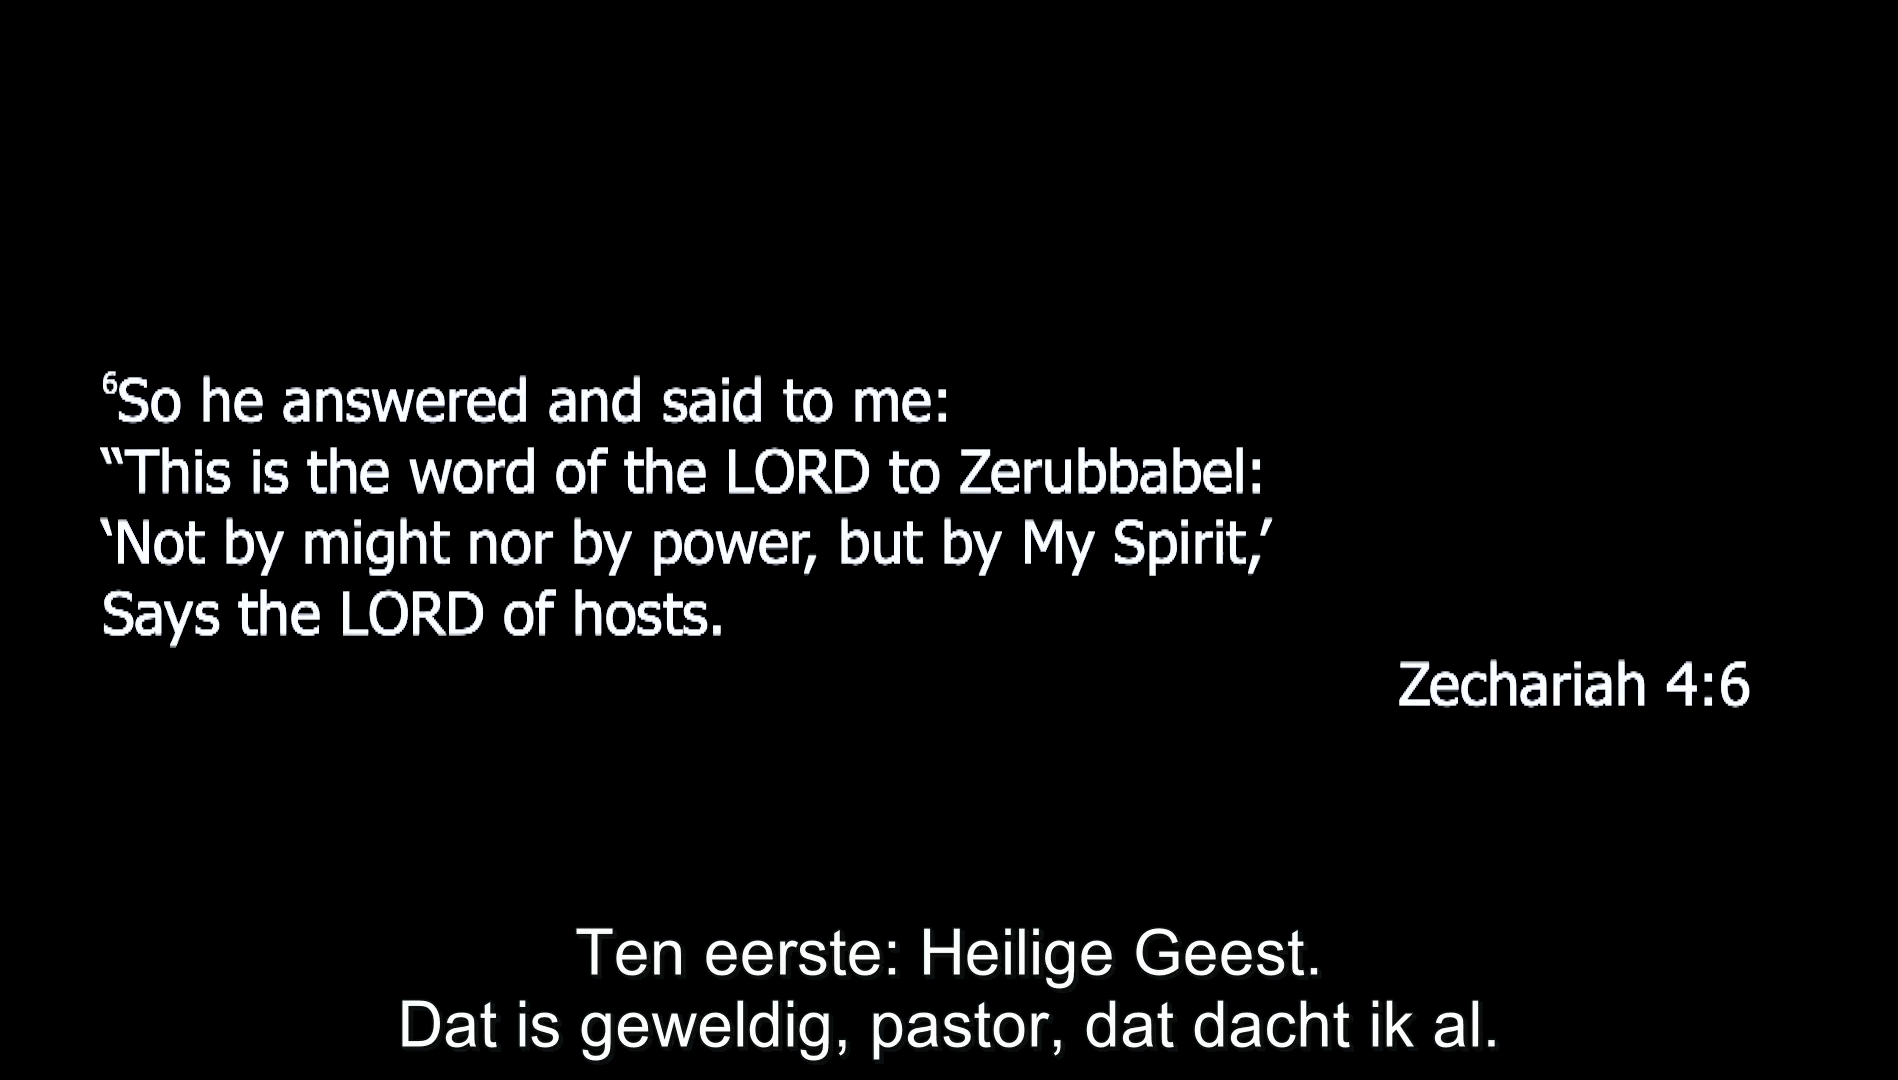 ⁶So he answered and said to me:
“This is the word of the LORD to Zerubbabel:
‘Not by might nor by power, but by My Spirit,’
Says the LORD of hosts.
Zechariah 4:6
Ten eerste: Heilige Geest.
Dat is geweldig, pastor, dat dacht ik al.